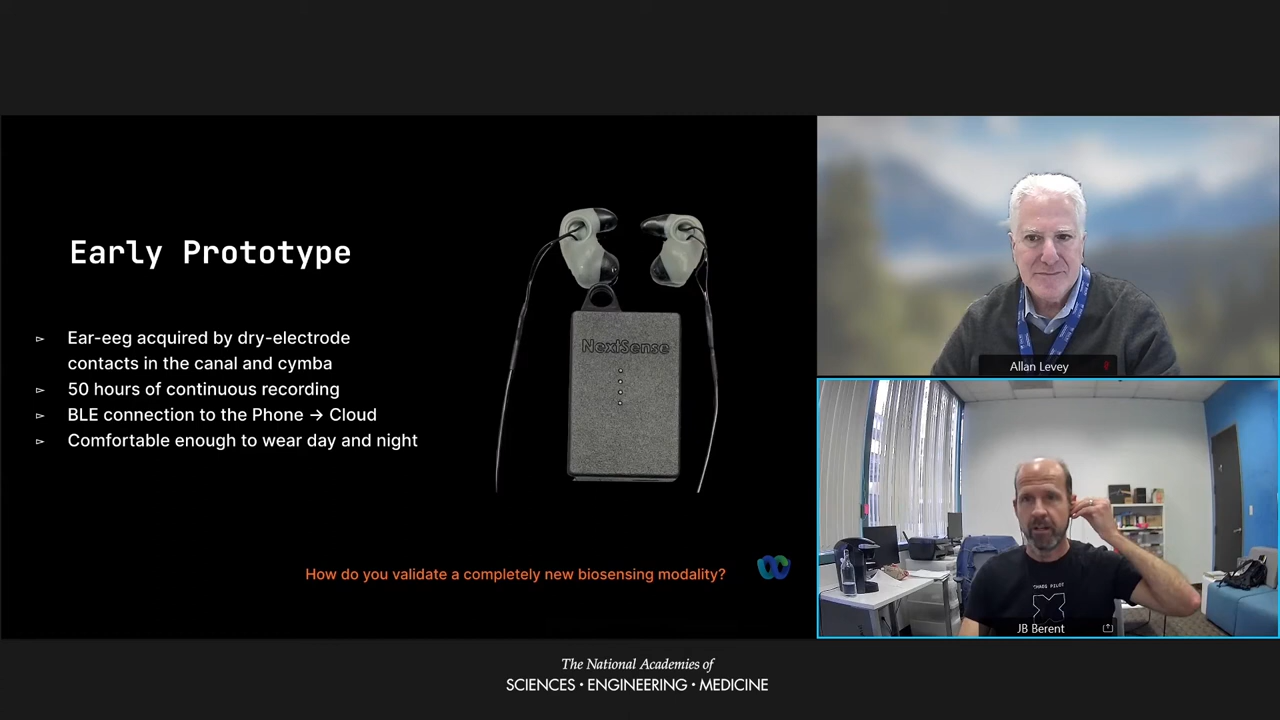 Early Prototype
▻ Ear-eeg acquired by dry-electrode
contacts in the canal and cymba
▻ 50 hours of continuous recording
▻ BLE connection to the Phone → Cloud
▻ Comfortable enough to wear day and night
NextSense
How do you validate a completely new biosensing modality?
Allan Levey
CHAOS PILOT
JB Berent
The National Academies of
SCIENCES · ENGINEERING · MEDICINE